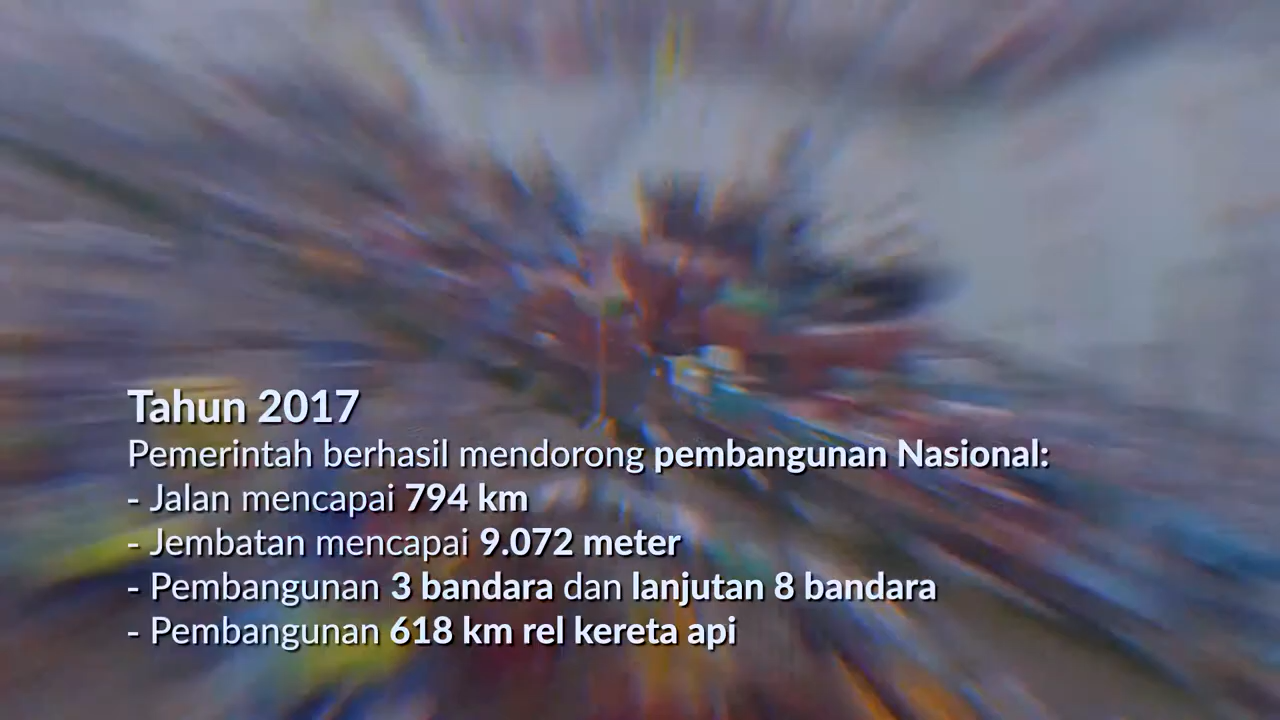 Tahun 2017
Pemerintah berhasil mendorong pembangunan Nasional:
- Jalan mencapai 794 km
- Jembatan mencapai 9.072 meter
- Pembangunan 3 bandara dan lanjutan 8 bandara
- Pembangunan 618 km rel kereta api